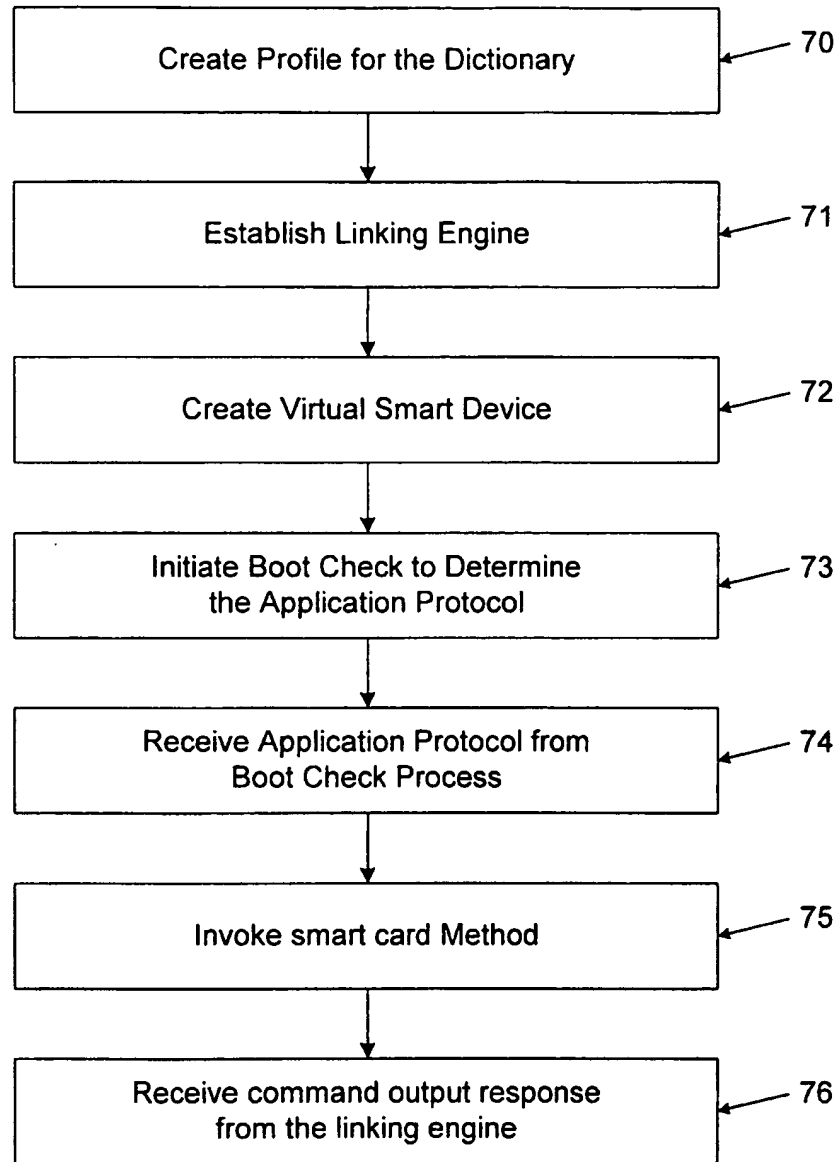 Create Profile for the Dictionary
70
Establish Linking Engine
71
Create Virtual Smart Device
72
Initiate Boot Check to Determine
the Application Protocol
73
Receive Application Protocol from
Boot Check Process
74
Invoke smart card Method
75
Receive command output response
from the linking engine
76